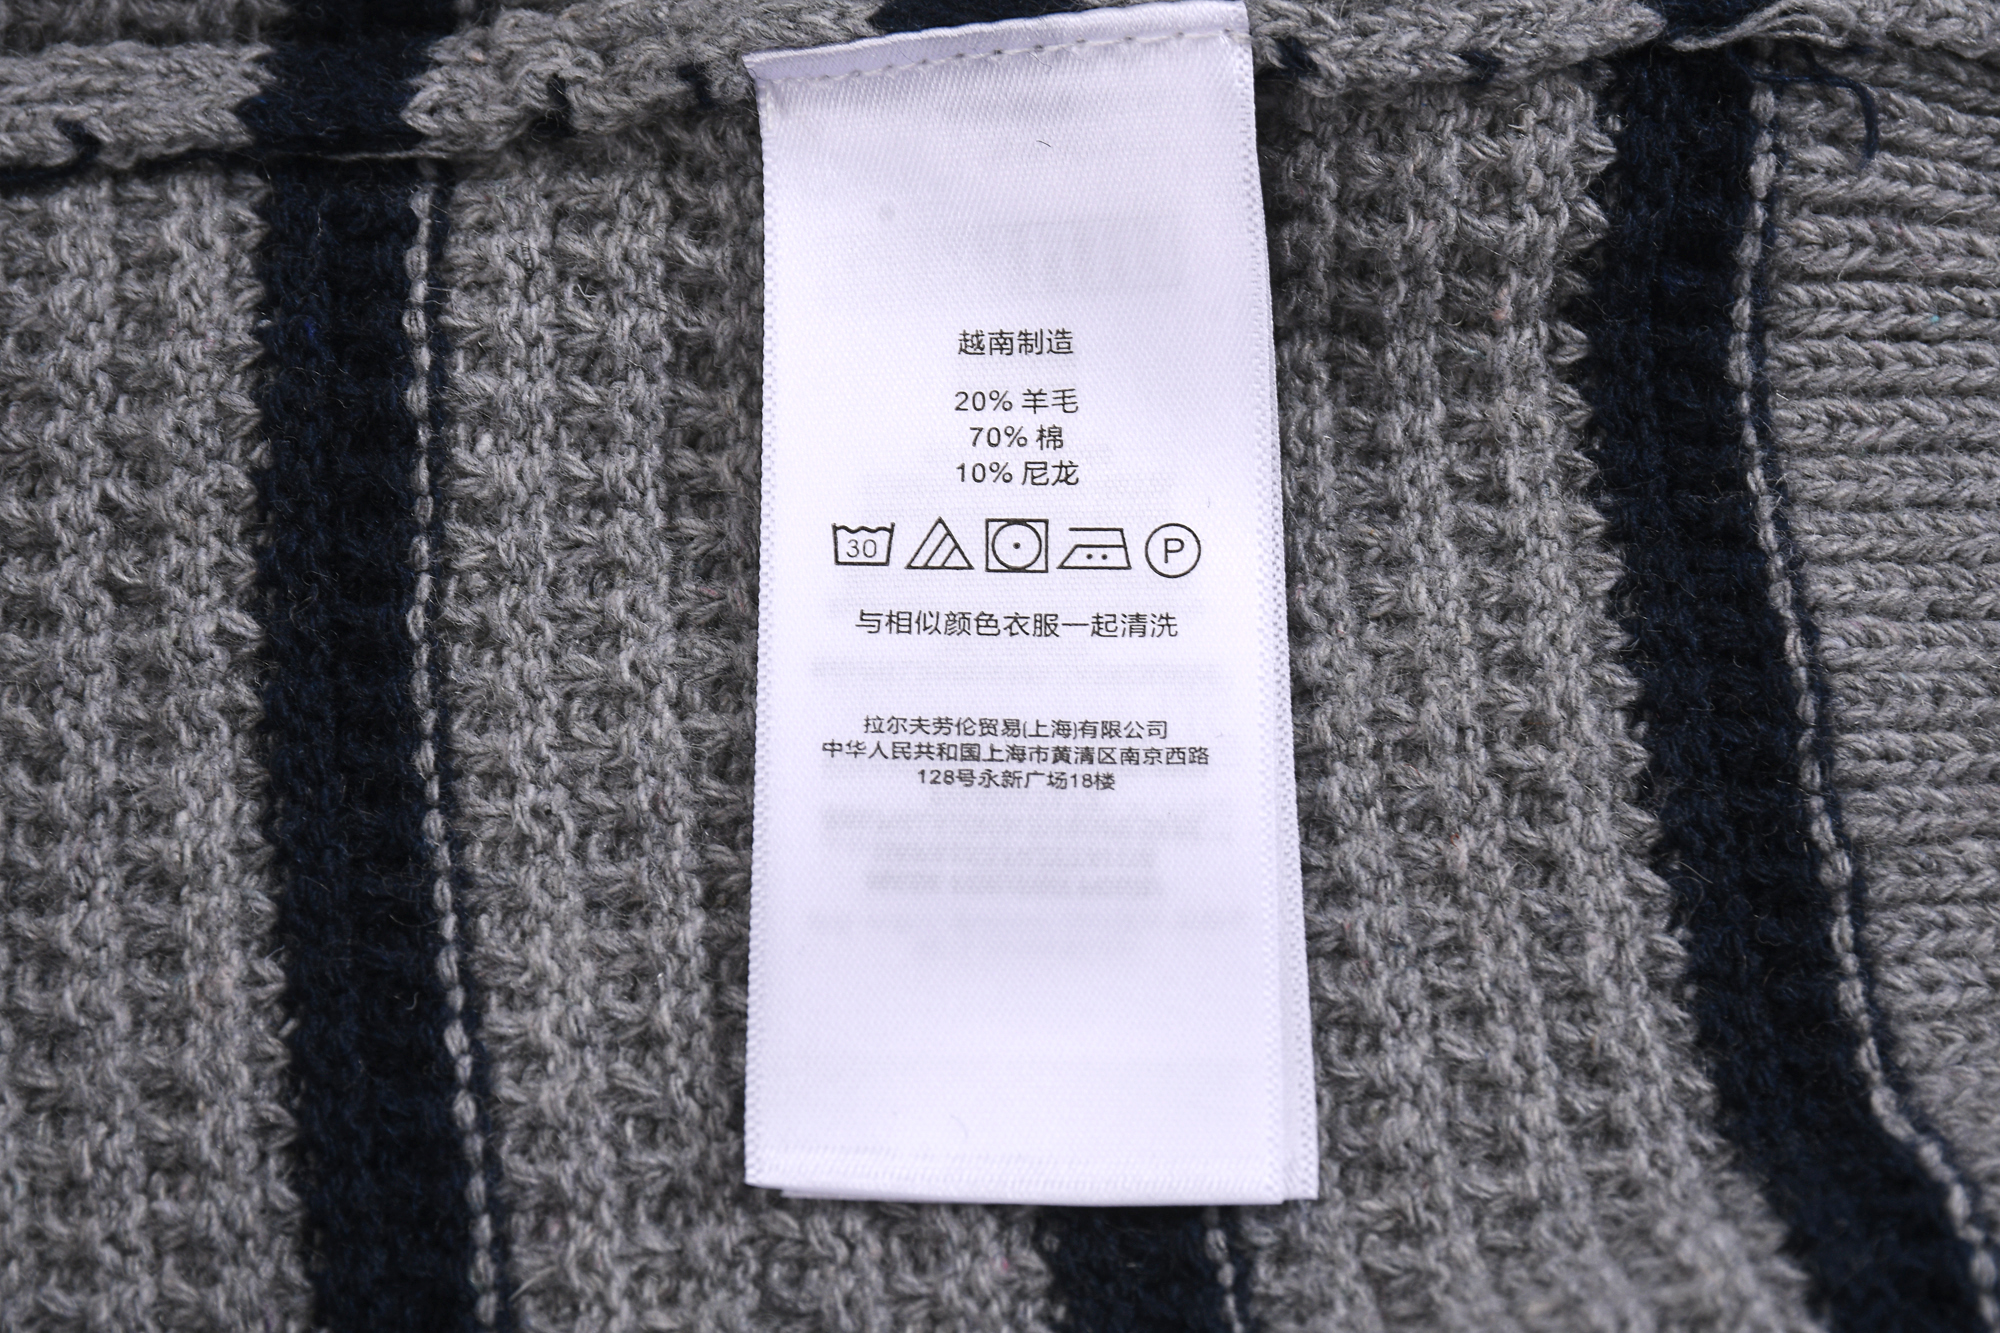 越南制造
20% 羊毛
70% 棉
10% 尼龙
30 P
与相似颜色衣服一起清洗
拉尔夫劳伦贸易(上海)有限公司
中华人民共和国上海市黄清区南京西路
128号永新广场18楼